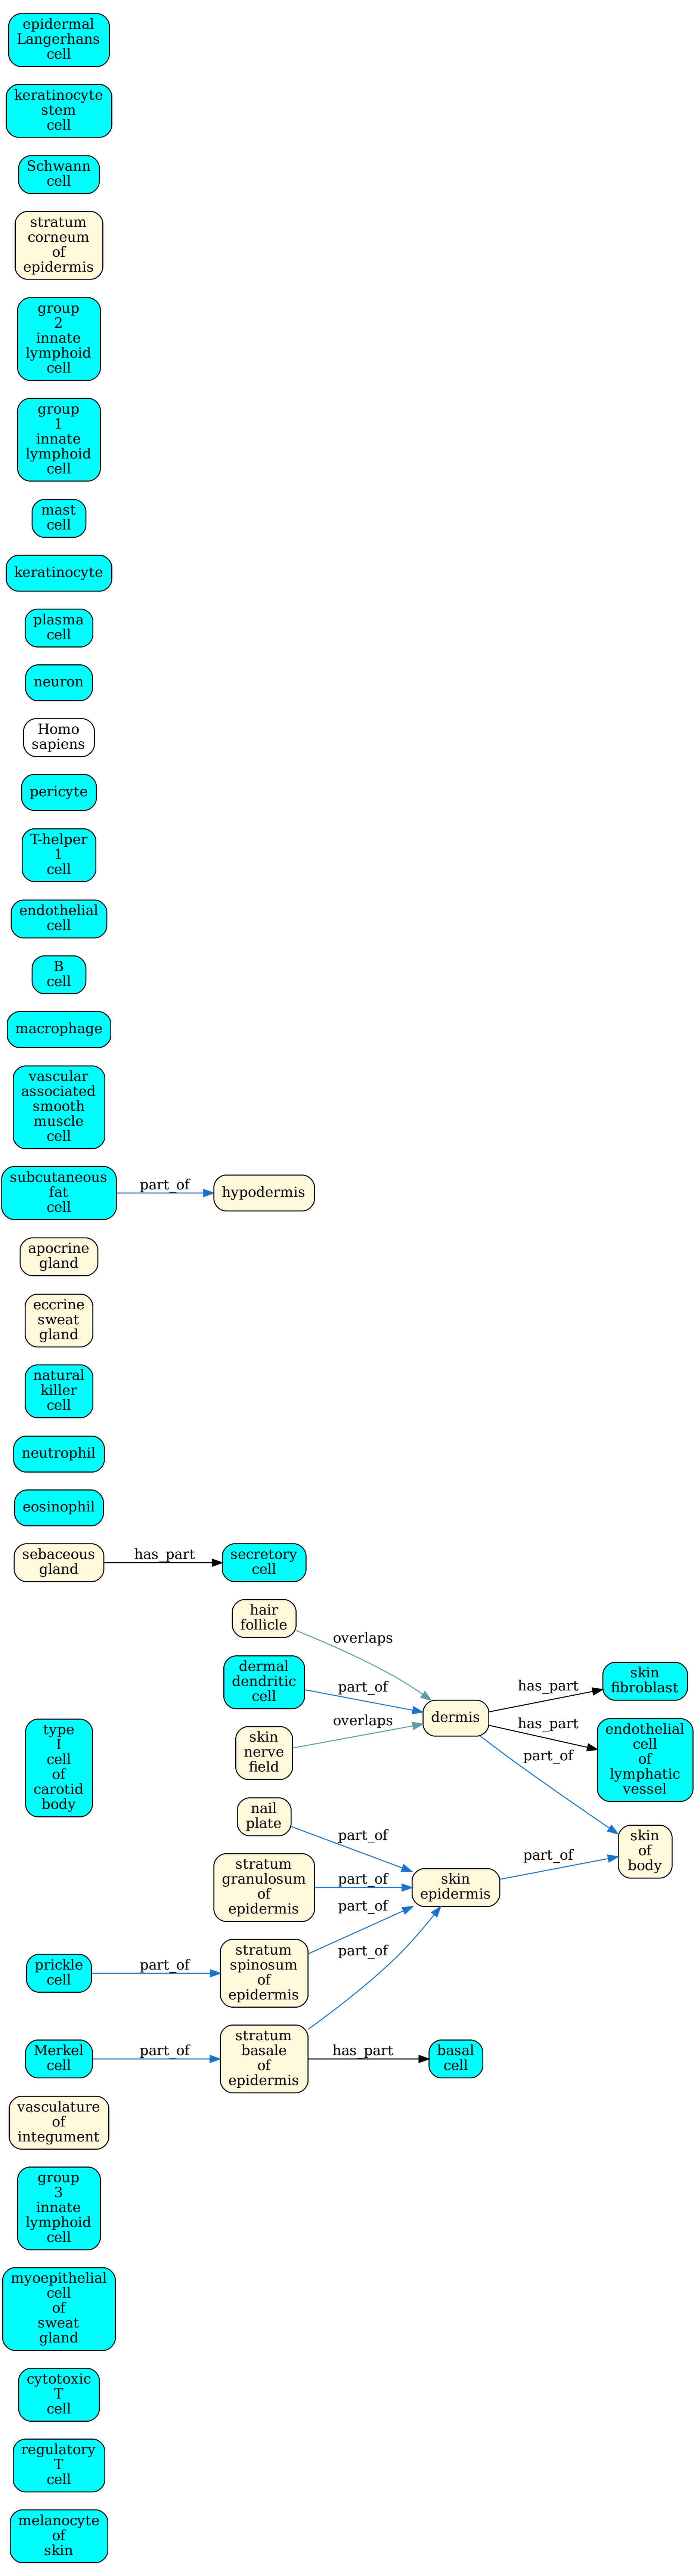 epidermal
Langerhans
cell
keratinocyte
stem
cell
Schwann
cell
stratum
corneum
of
epidermis
group
2
innate
lymphoid
cell
group
1
innate
lymphoid
cell
mast
cell
keratinocyte
plasma
cell
neuron
Homo
sapiens
pericyte
T-helper
1
cell
endothelial
cell
B
cell
macrophage
vascular
associated
smooth
muscle
cell
subcutaneous
fat
cell
part_of
hypodermis
apocrine
gland
eccrine
sweat
gland
natural
killer
cell
neutrophil
eosinophil
sebaceous
gland
has_part
secretory
cell
hair
follicle
overlaps
dermal
dendritic
cell
part_of
skin
nerve
field
overlaps
dermis
has_part
skin
fibroblast
has_part
endothelial
cell
of
lymphatic
vessel
part_of
skin
of
body
type
I
cell
of
carotid
body
nail
plate
part_of
stratum
granulosum
of
epidermis
part_of
skin
epidermis
part_of
prickle
cell
part_of
stratum
spinosum
of
epidermis
part_of
Merkel
cell
part_of
stratum
basale
of
epidermis
part_of
has_part
basal
cell
vasculature
of
integument
group
3
innate
lymphoid
cell
myoepithelial
cell
of
sweat
gland
cytotoxic
T
cell
regulatory
T
cell
melanocyte
of
skin